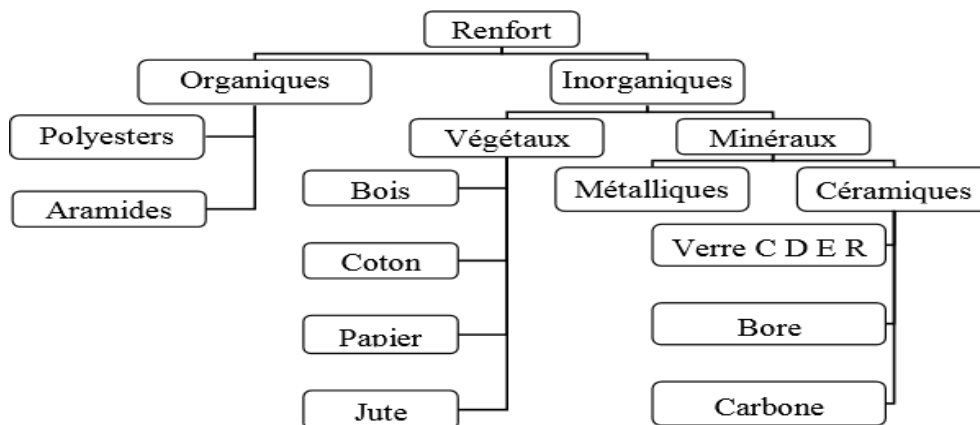 Renfort
Organiques
Inorganiques
Polyesters
Aramides
Végétaux
Minéraux
Bois
Coton
Papier
Jute
Métalliques
Céramiques
Verre C D E R
Bore
Carbone